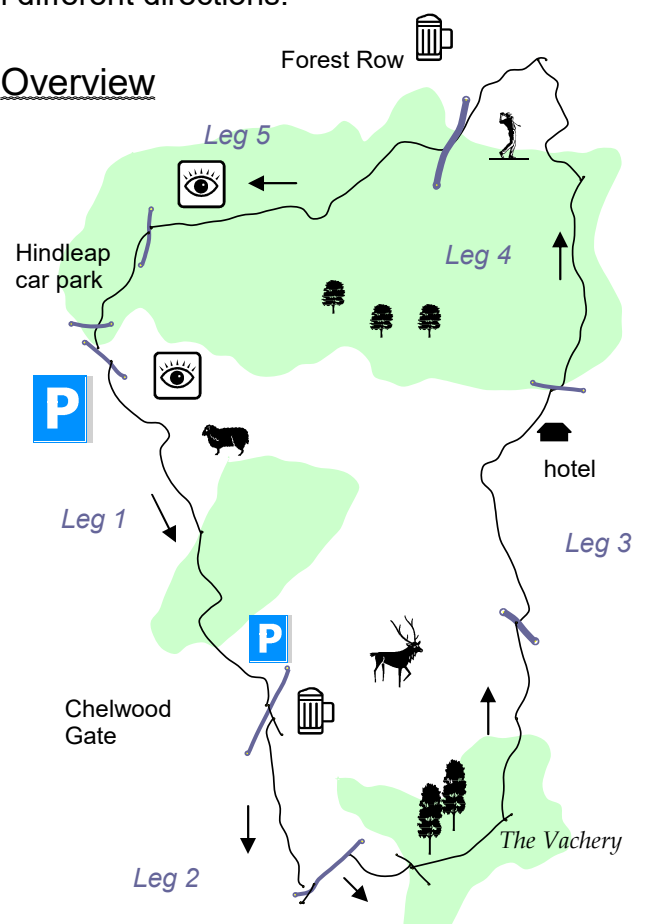 different directions.
Forest Row
Overview
Leg 5
Hindleap
car park
Leg 4
P
hotel
Leg 1
Leg 3
P
Chelwood
Gate
The Vachery
Leg 2